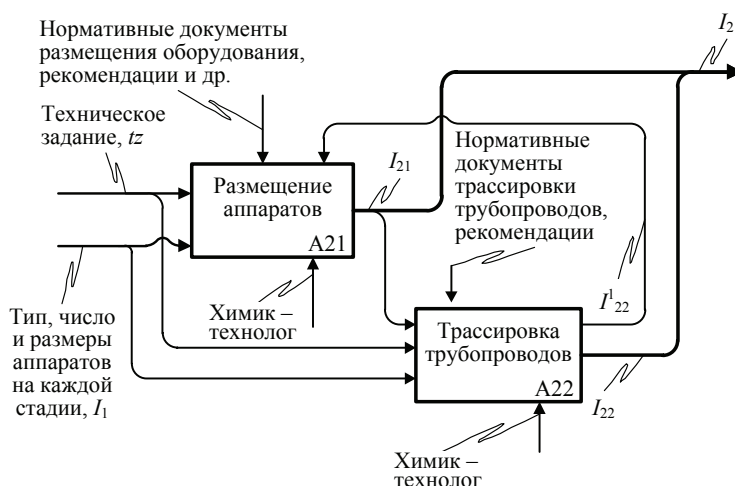 Нормативные документы
размещения оборудования,
рекомендации и др.
I2
Техническое
задание, tz
Размещение
аппаратов
A21
I21
Нормативные
документы
трассировки
трубопроводов,
рекомендации
Тип, число
и размеры
аппаратов
на каждой
стадии, I1
Химик –
технолог
I¹22
Трассировка
трубопроводов
A22
I22
Химик –
технолог